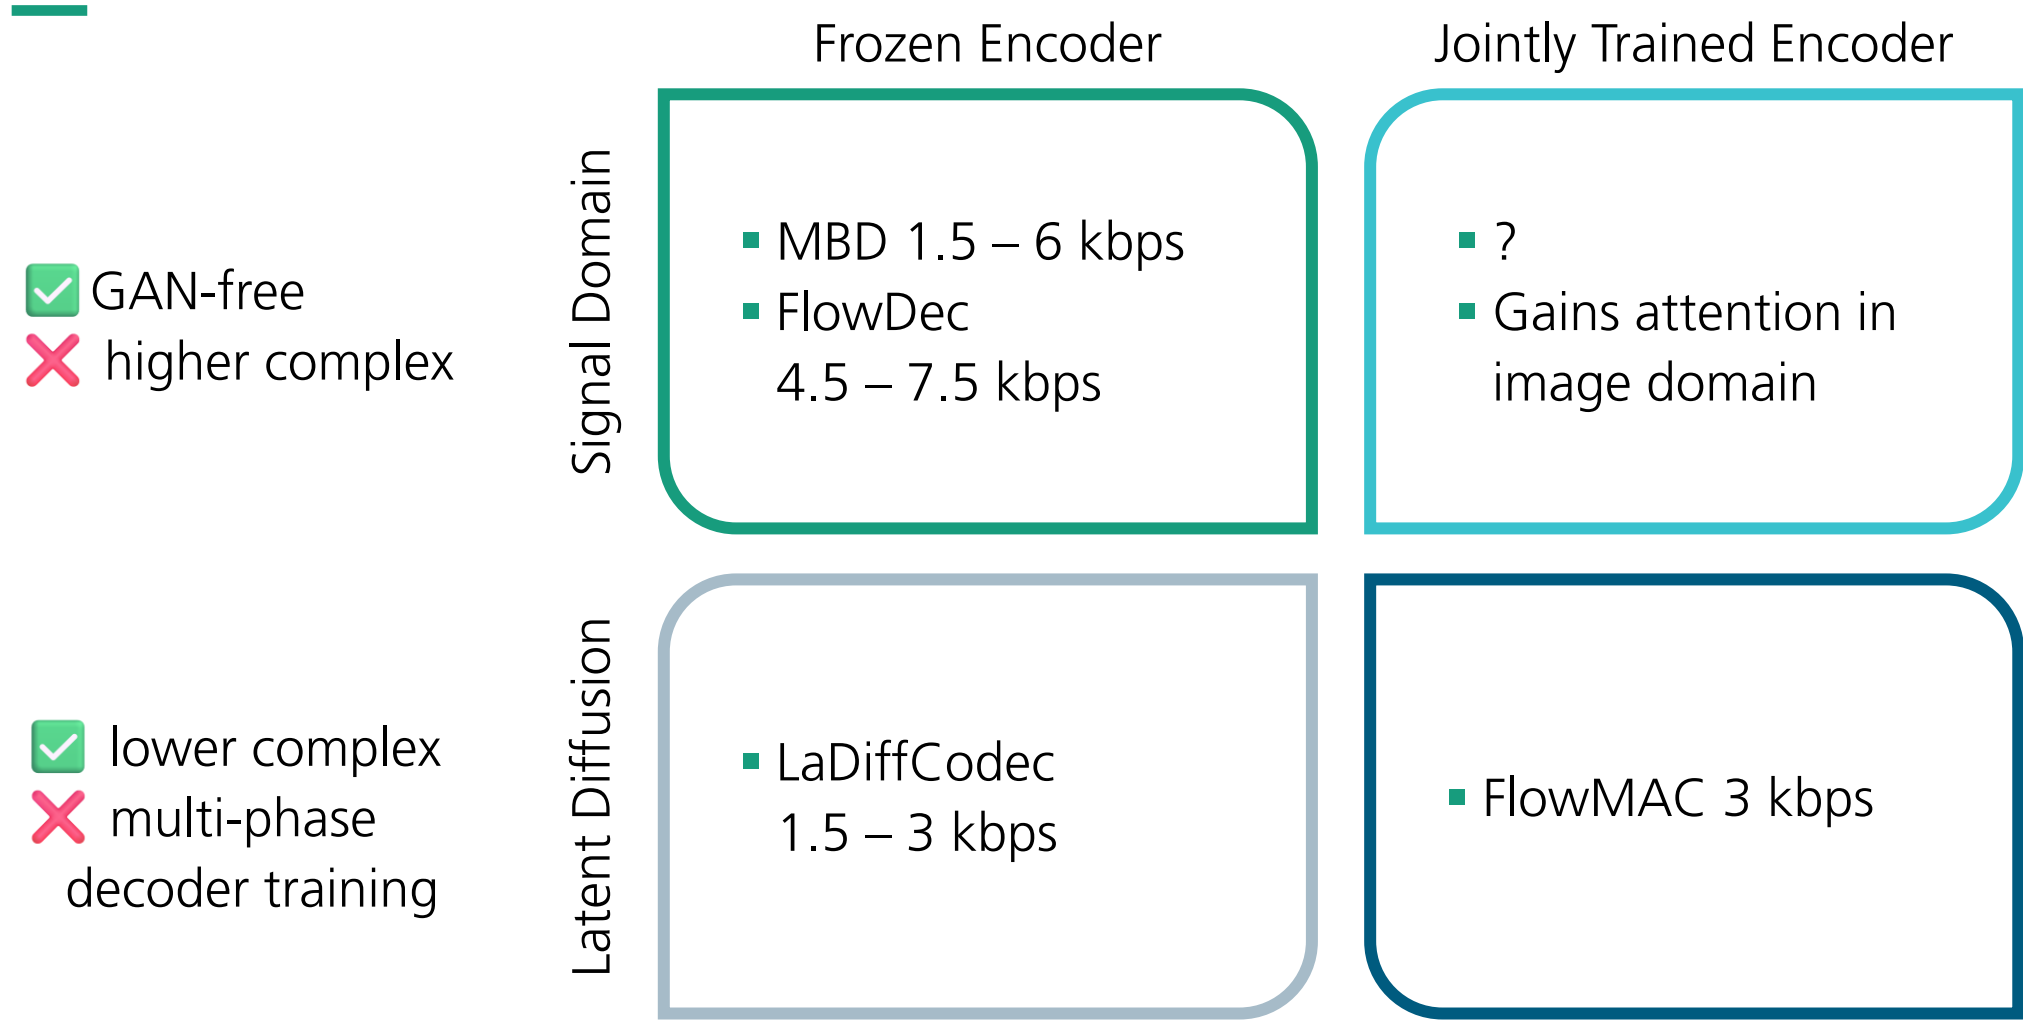 Frozen Encoder
Jointly Trained Encoder
✅ GAN-free
❌ higher complex
Signal Domain
▪ MBD 1.5 – 6 kbps
▪ FlowDec
4.5 – 7.5 kbps
▪ ?
▪ Gains attention in
image domain
✅ lower complex
❌ multi-phase
decoder training
Latent Diffusion
▪ LaDiffCodec
1.5 – 3 kbps
▪ FlowMAC 3 kbps